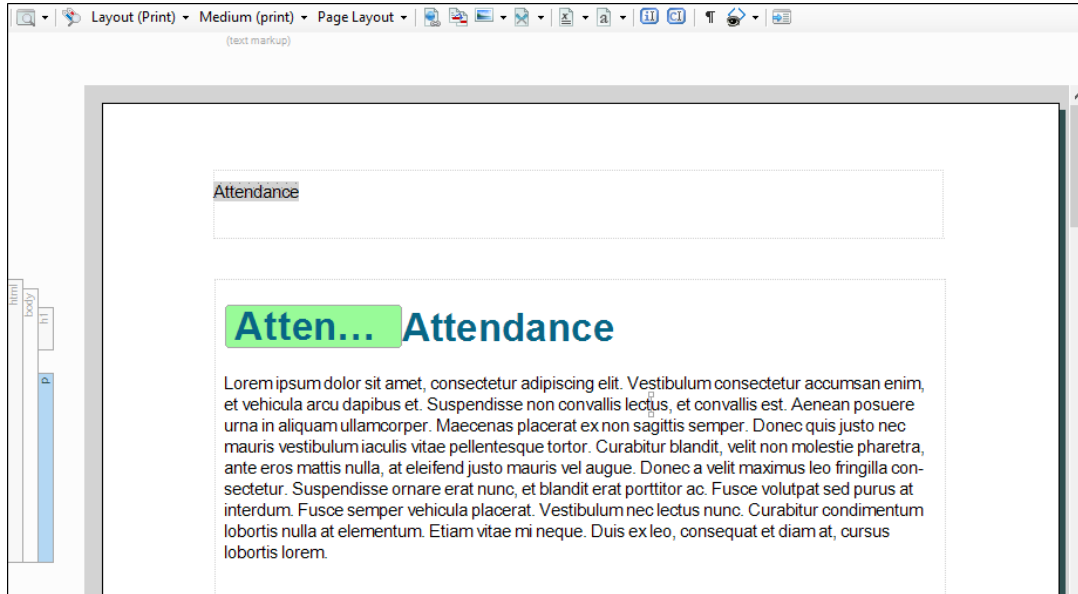 Layout (Print) Medium (print) Page Layout
(text markup)
Attendance
html
body
h1
p
Atten... Attendance
Lorem ipsum dolor sit amet, consectetur adipiscing elit. Vestibulum consectetur accumsan enim,
et vehicula arcu dapibus et. Suspendisse non convallis lectus, et convallis est. Aenean posuere
urna in aliquam ullamcorper. Maecenas placerat ex non sagittis semper. Donec quis justo nec
mauris vestibulum iaculis vitae pellentesque tortor. Curabitur blandit, velit non molestie pharetra,
ante eros mattis nulla, at eleifend justo mauris vel augue. Donec a velit maximus leo fringilla con-
sectetur. Suspendisse ornare erat nunc, et blandit erat porttitor ac. Fusce volutpat sed purus at
interdum. Fusce semper vehicula placerat. Vestibulum nec lectus nunc. Curabitur condimentum
lobortis nulla at elementum. Etiam vitae mi neque. Duis ex leo, consequat et diam at, cursus
lobortis lorem.